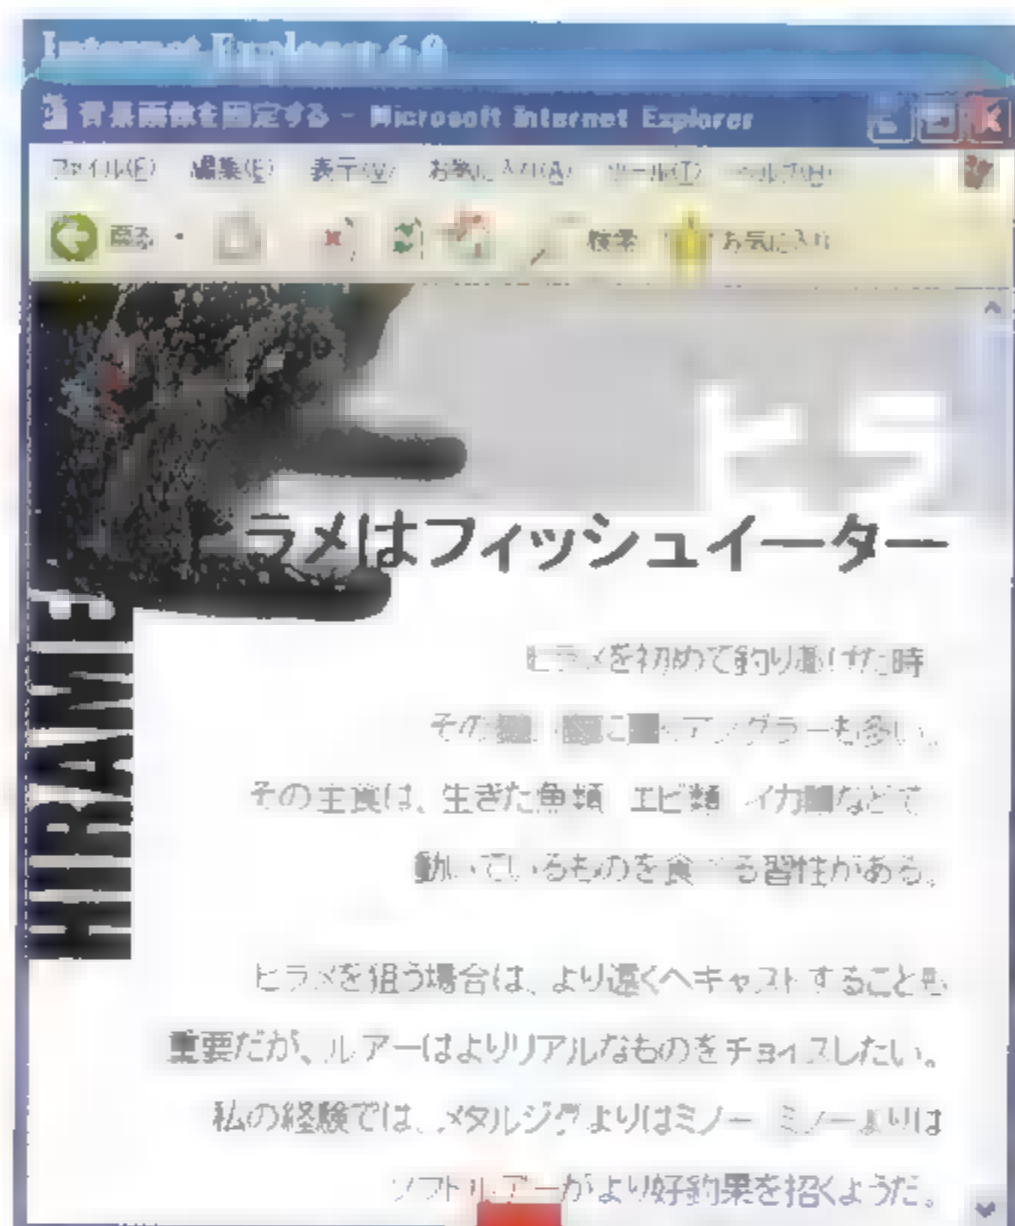 Internet Explorer 6.0
背景画像を固定する - Microsoft Internet Explorer
ファイル(F) 編集(E) 表示(V) お気に入り(A) ツール(T) ヘルプ(H)
戻る 検索 お気に入り
ヒラ
ラメはフィッシュイーター
HIRAME
ヒラメを初めて釣り上げた時
その アングラーも多い。
その主食は、生きた魚類 エビ類 イカ類などで
動いているものを食べる習性がある。
ヒラメを狙う場合は、より遠くへキャストすることも
重要だが、ルアーはよりリアルなものをチョイスしたい。
私の経験では、メタルジグよりはミノー ミノーよりは
ソフトルアーがより好釣果を招くようだ。